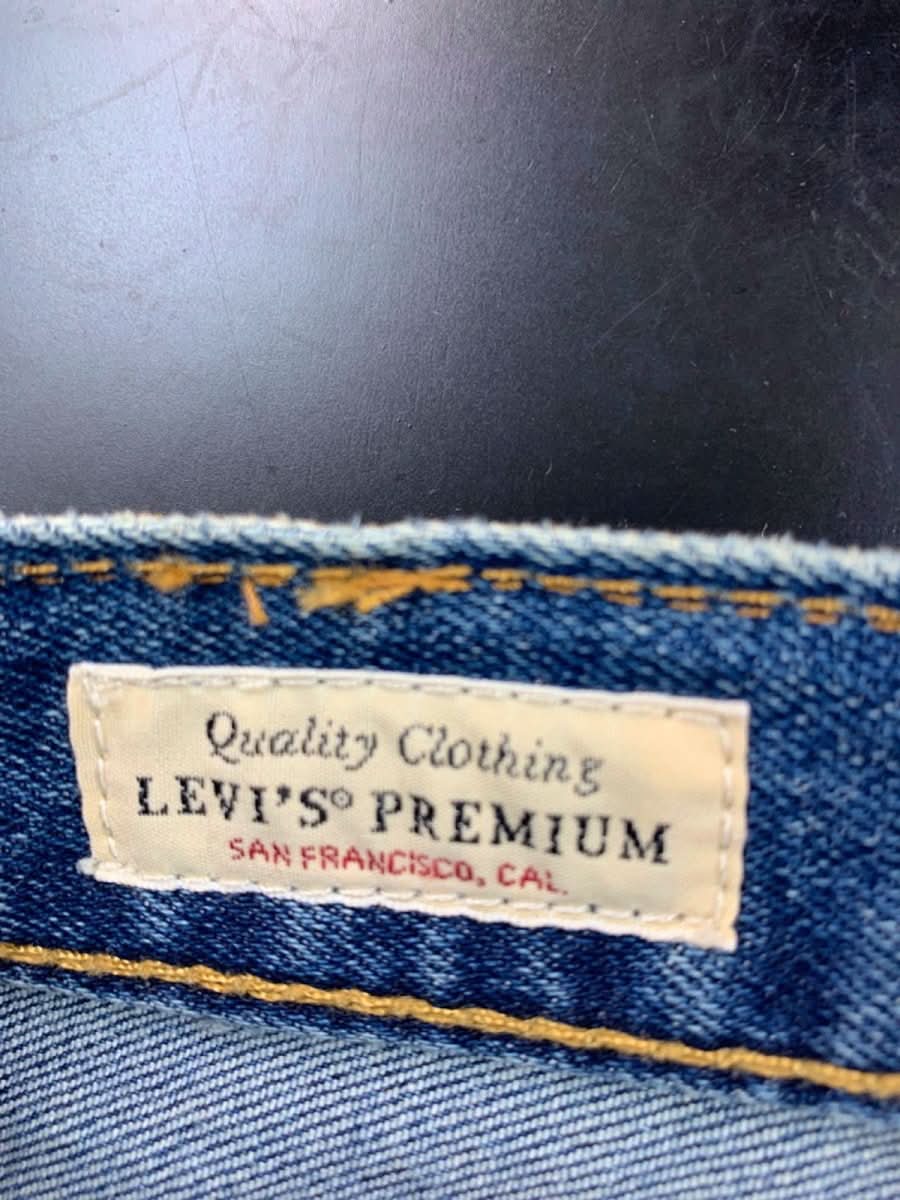 Quality Clothing
LEVI'S® PREMIUM
SAN FRANCISCO, CAL.